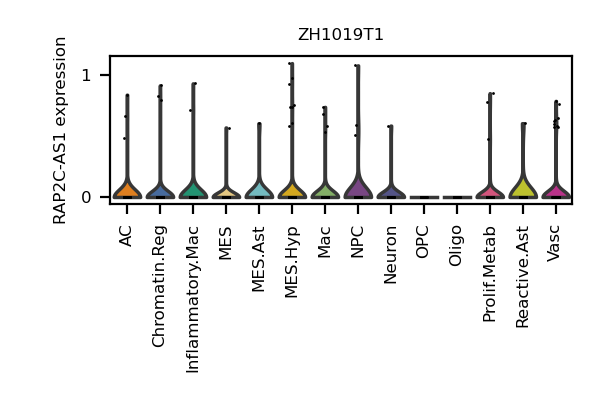 ZH1019T1
RAP2C-AS1 expression
1
0
AC
Chromatin.Reg
Inflammatory.Mac
MES
MES.Ast
MES.Hyp
Mac
NPC
Neuron
OPC
Oligo
Prolif.Metab
Reactive.Ast
Vasc